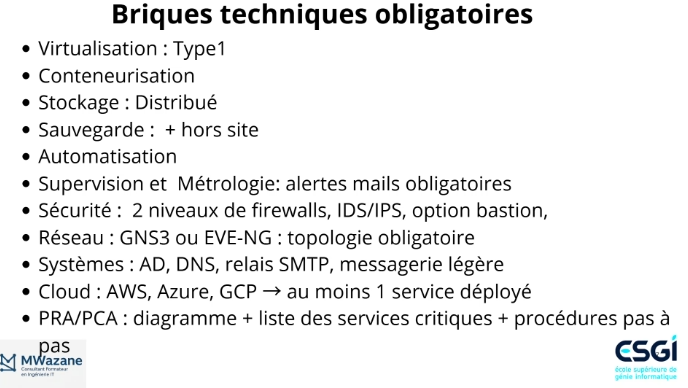 Briques techniques obligatoires
• Virtualisation : Type1
• Conteneurisation
• Stockage : Distribué
• Sauvegarde :  + hors site
• Automatisation
• Supervision et  Métrologie: alertes mails obligatoires
• Sécurité :  2 niveaux de firewalls, IDS/IPS, option bastion,
• Réseau : GNS3 ou EVE-NG : topologie obligatoire
• Systèmes : AD, DNS, relais SMTP, messagerie légère
• Cloud : AWS, Azure, GCP → au moins 1 service déployé
• PRA/PCA : diagramme + liste des services critiques + procédures pas à
pas
MWazane
Consultant Formateur
en Ingénierie IT
ESGI
école supérieure de
génie informatique